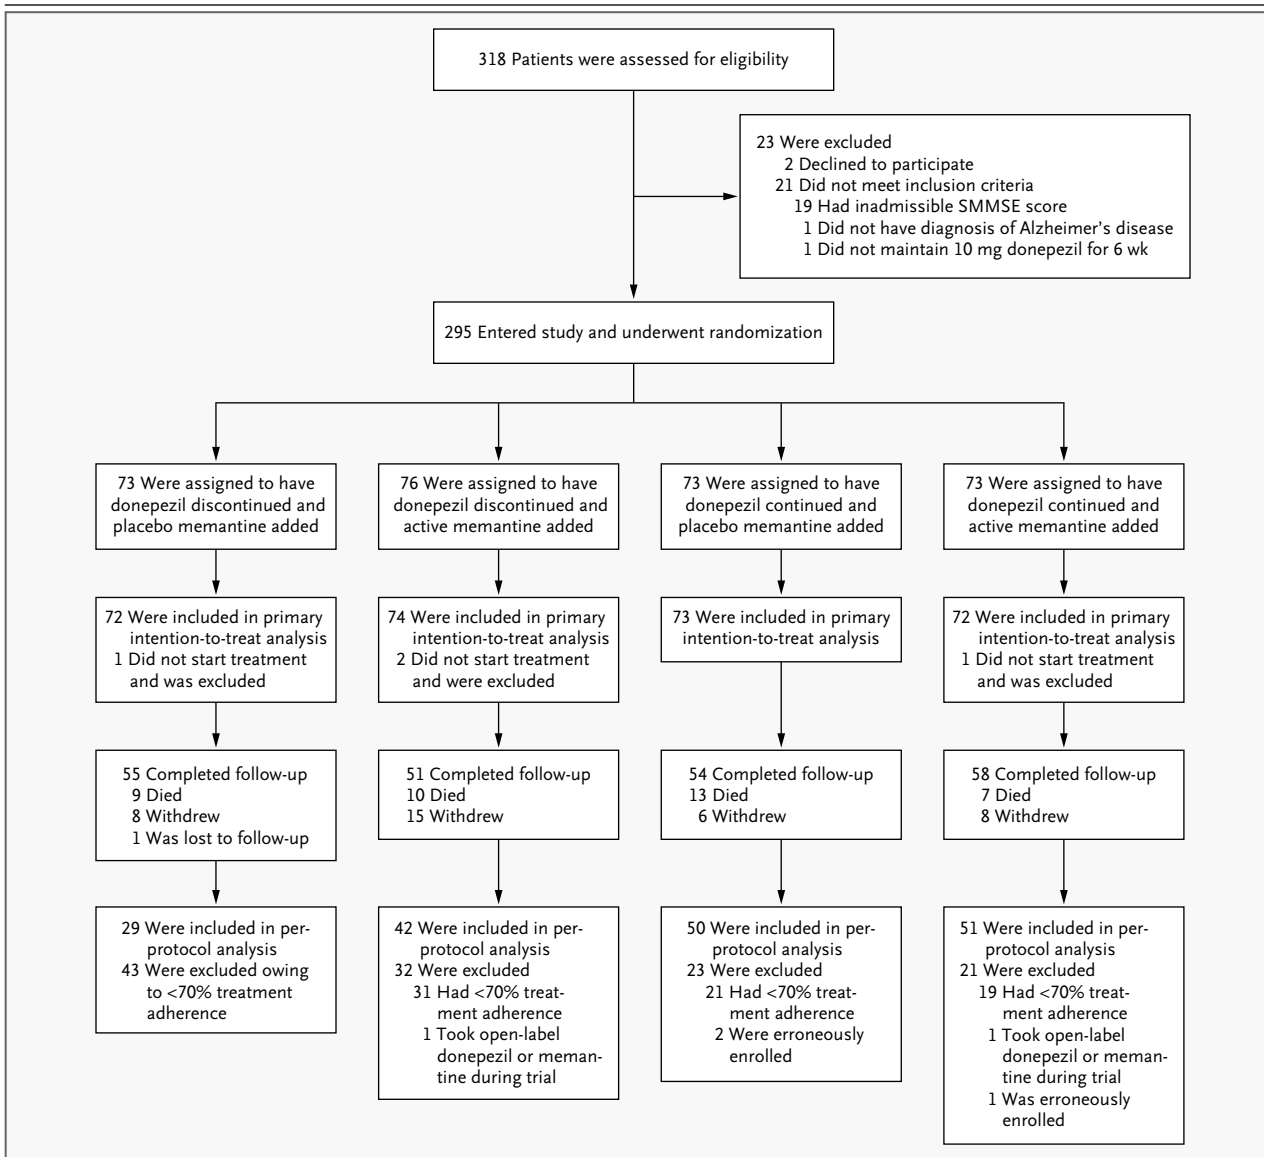 318 Patients were assessed for eligibility
23 Were excluded
2 Declined to participate
21 Did not meet inclusion criteria
19 Had inadmissible SMMSE score
1 Did not have diagnosis of Alzheimer's disease
1 Did not maintain 10 mg donepezil for 6 wk
295 Entered study and underwent randomization
73 Were assigned to have
donepezil discontinued and
placebo memantine added
76 Were assigned to have
donepezil discontinued and
active memantine added
73 Were assigned to have
donepezil continued and
placebo memantine added
73 Were assigned to have
donepezil continued and
active memantine added
72 Were included in primary
intention-to-treat analysis
1 Did not start treatment
and was excluded
74 Were included in primary
intention-to-treat analysis
2 Did not start treatment
and were excluded
73 Were included in primary
intention-to-treat analysis
72 Were included in primary
intention-to-treat analysis
1 Did not start treatment
and was excluded
55 Completed follow-up
9 Died
8 Withdrew
1 Was lost to follow-up
51 Completed follow-up
10 Died
15 Withdrew
54 Completed follow-up
13 Died
6 Withdrew
58 Completed follow-up
7 Died
8 Withdrew
29 Were included in per-
protocol analysis
43 Were excluded owing
to <70% treatment
adherence
42 Were included in per-
protocol analysis
32 Were excluded
31 Had <70% treat-
ment adherence
1 Took open-label
donepezil or meman-
tine during trial
50 Were included in per-
protocol analysis
23 Were excluded
21 Had <70% treat-
ment adherence
2 Were erroneously
enrolled
51 Were included in per-
protocol analysis
21 Were excluded
19 Had <70% treat-
ment adherence
1 Took open-label
donepezil or meman-
tine during trial
1 Was erroneously
enrolled